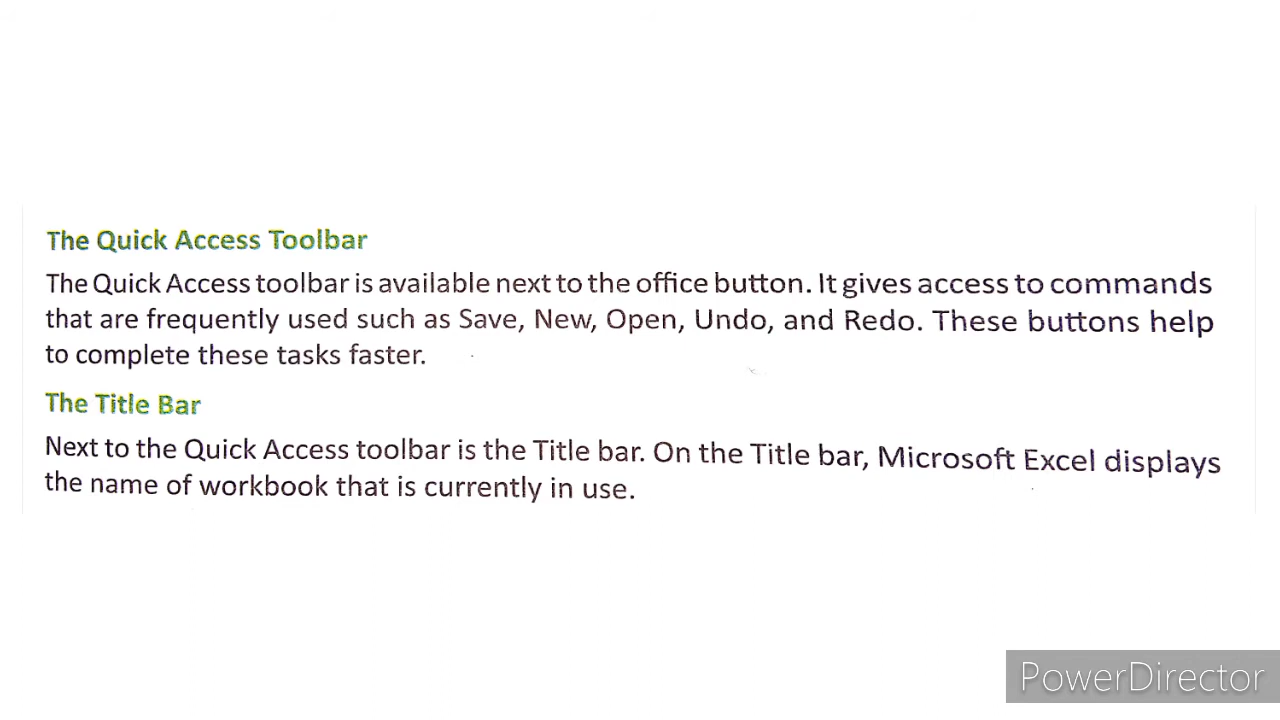 The Quick Access Toolbar
The Quick Access toolbar is available next to the office button. It gives access to commands
that are frequently used such as Save, New, Open, Undo, and Redo. These buttons help
to complete these tasks faster.
The Title Bar
Next to the Quick Access toolbar is the Title bar. On the Title bar, Microsoft Excel displays
the name of workbook that is currently in use.
PowerDirector